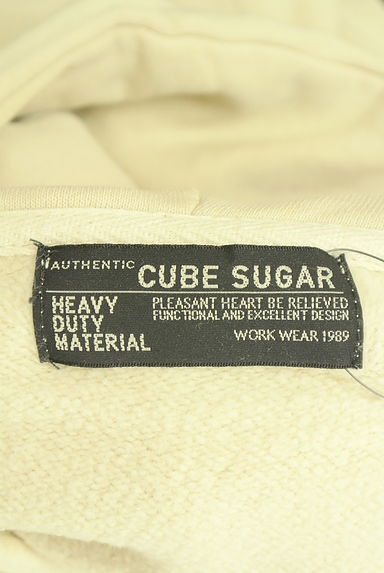 AUTHENTIC CUBE SUGAR
HEAVY DUTY MATERIAL
PLEASANT HEART BE RELIEVED
FUNCTIONAL AND EXCELLENT DESIGN
WORK WEAR 1989